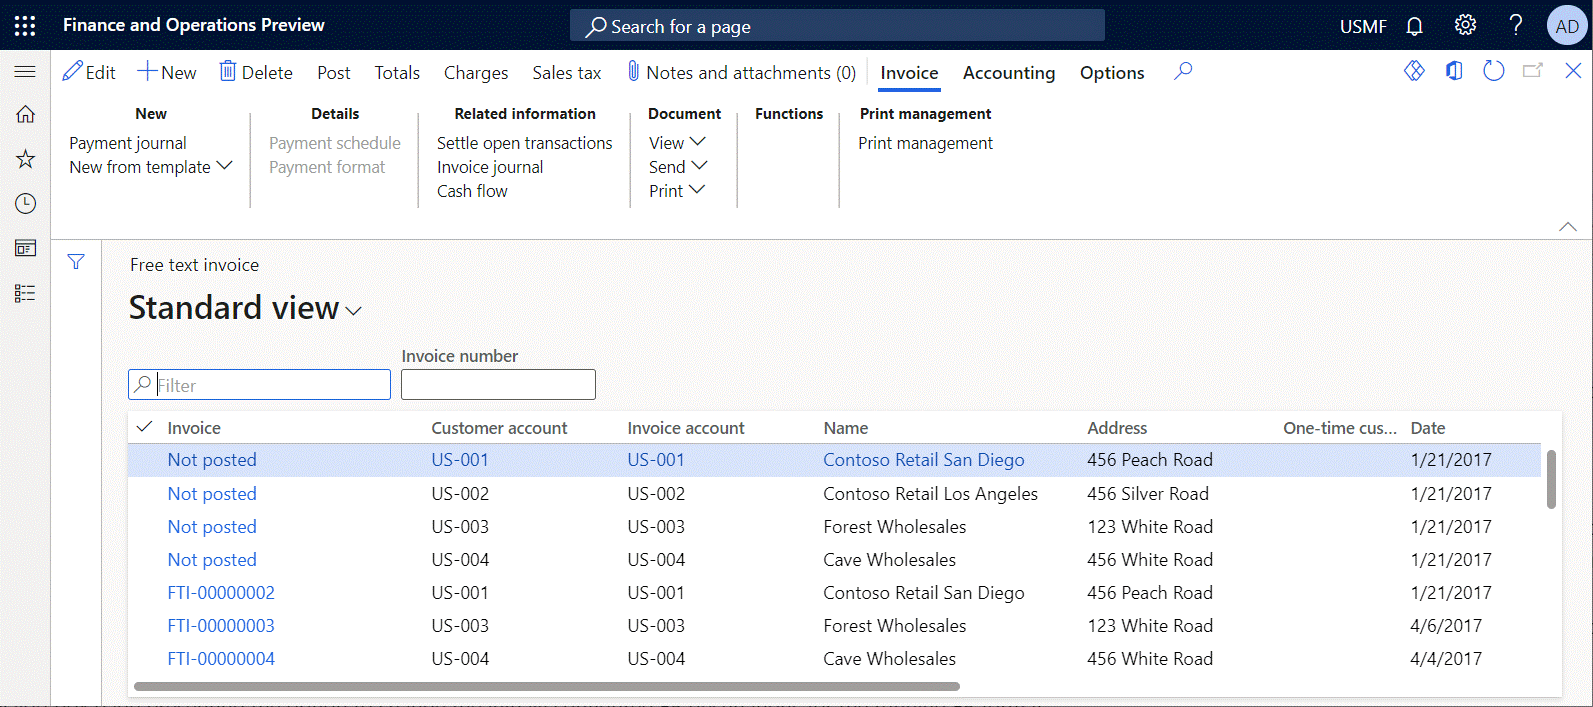 Finance and Operations Preview
Search for a page
USMF
AD
Edit New Delete Post Totals Charges Sales tax Notes and attachments (0) Invoice Accounting Options
New Details Related information Document Functions Print management
Payment journal Payment schedule Settle open transactions View Print management
New from template Payment format Invoice journal Send
Cash flow Print
Free text invoice
Standard view
Invoice number
Filter
Invoice Customer account Invoice account Name Address One-time cus... Date
Not posted US-001 US-001 Contoso Retail San Diego 456 Peach Road 1/21/2017
Not posted US-002 US-002 Contoso Retail Los Angeles 456 Silver Road 1/21/2017
Not posted US-003 US-003 Forest Wholesales 123 White Road 1/21/2017
Not posted US-004 US-004 Cave Wholesales 456 White Road 1/21/2017
FTI-00000002 US-001 US-001 Contoso Retail San Diego 456 Peach Road 1/21/2017
FTI-00000003 US-003 US-003 Forest Wholesales 123 White Road 4/6/2017
FTI-00000004 US-004 US-004 Cave Wholesales 456 White Road 4/4/2017